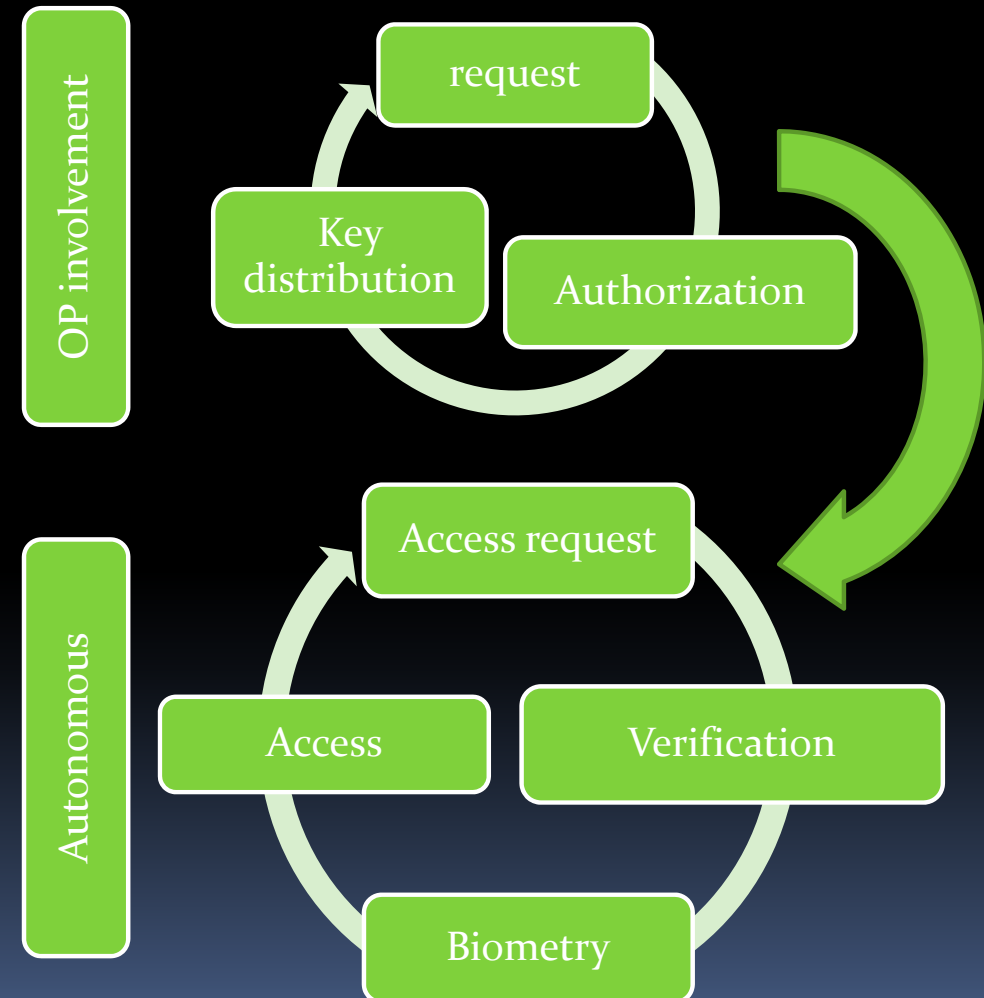 OP involvement
request
Key
distribution
Authorization
Autonomous
Access request
Access
Verification
Biometry